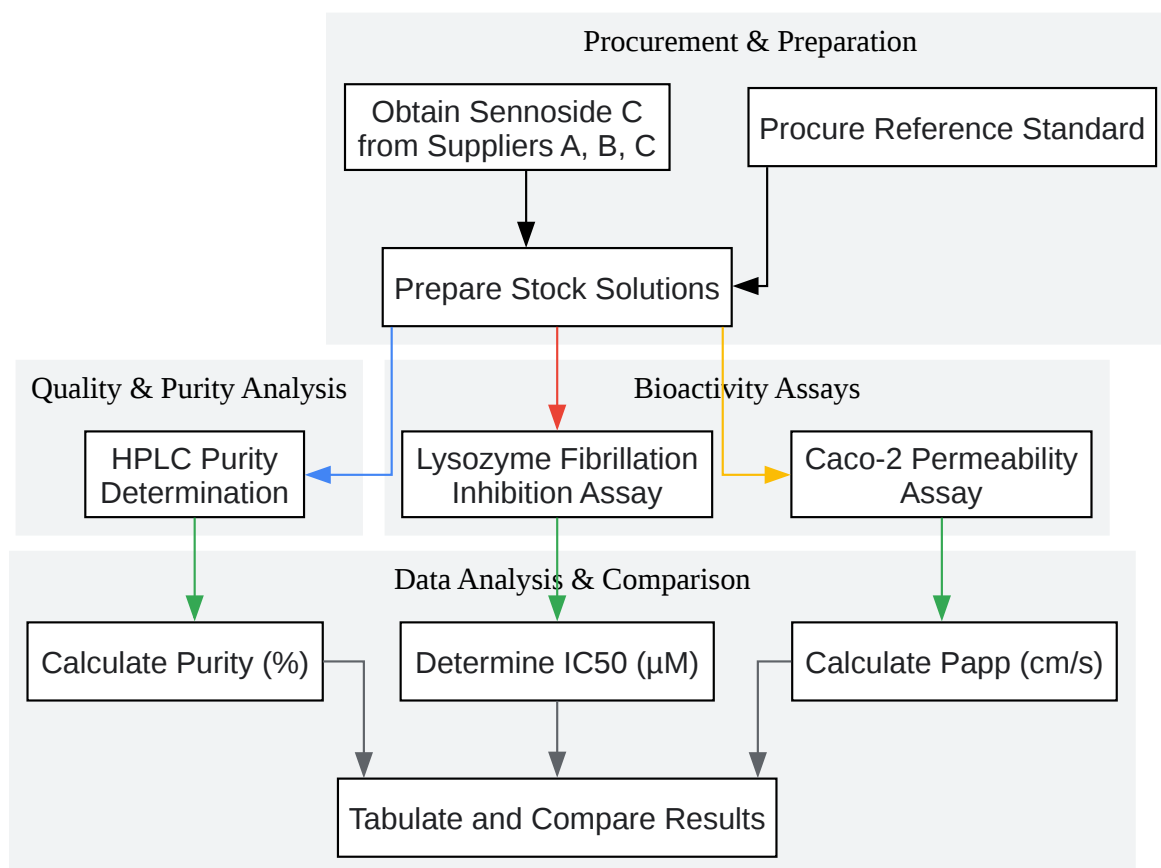 Procurement & Preparation
Obtain Sennoside C
from Suppliers A, B, C
Procure Reference Standard
Prepare Stock Solutions
Quality & Purity Analysis
Bioactivity Assays
HPLC Purity
Determination
Lysozyme Fibrillation
Inhibition Assay
Caco-2 Permeability
Assay
Data Analysis & Comparison
Calculate Purity (%)
Determine IC50 (µM)
Calculate Papp (cm/s)
Tabulate and Compare Results